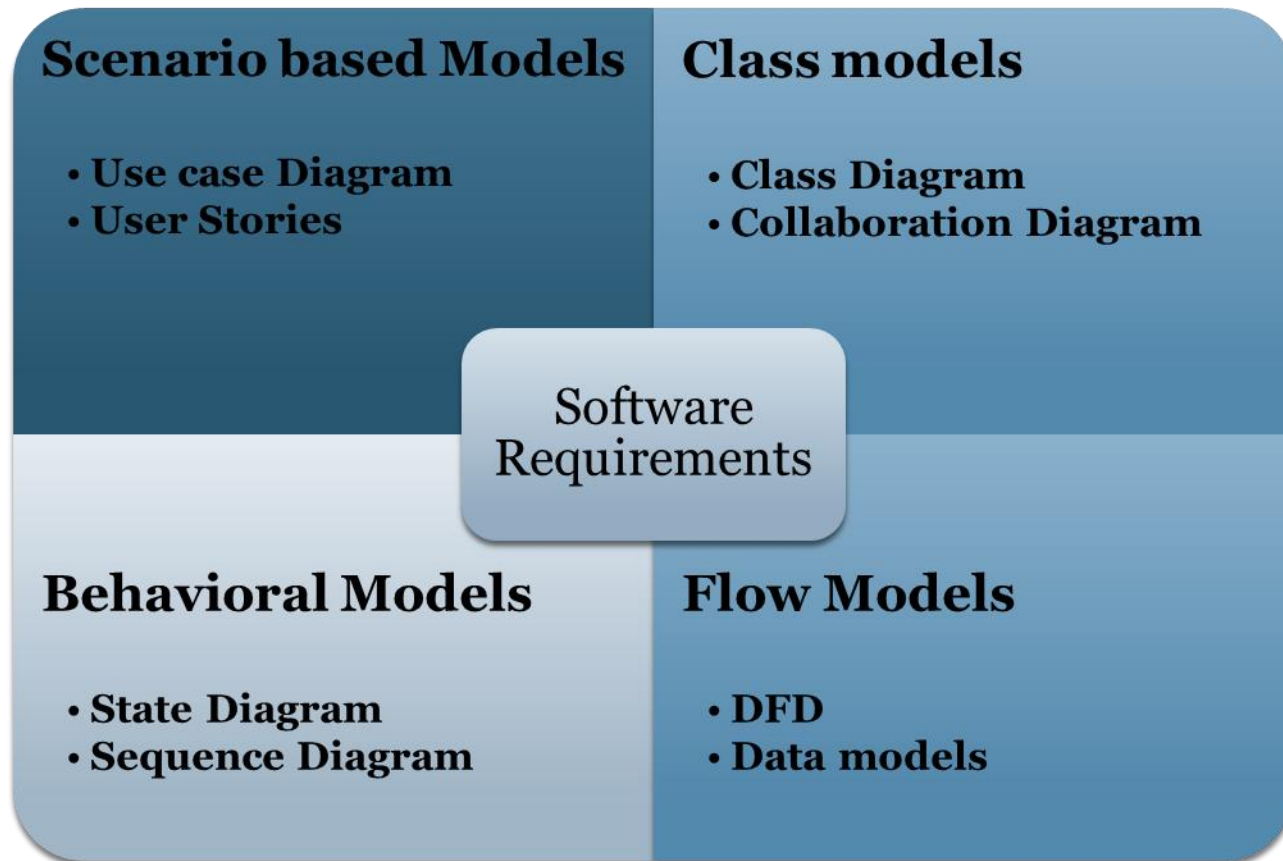 Scenario based Models
• Use case Diagram
• User Stories
Class models
• Class Diagram
• Collaboration Diagram
Software
Requirements
Behavioral Models
• State Diagram
• Sequence Diagram
Flow Models
• DFD
• Data models